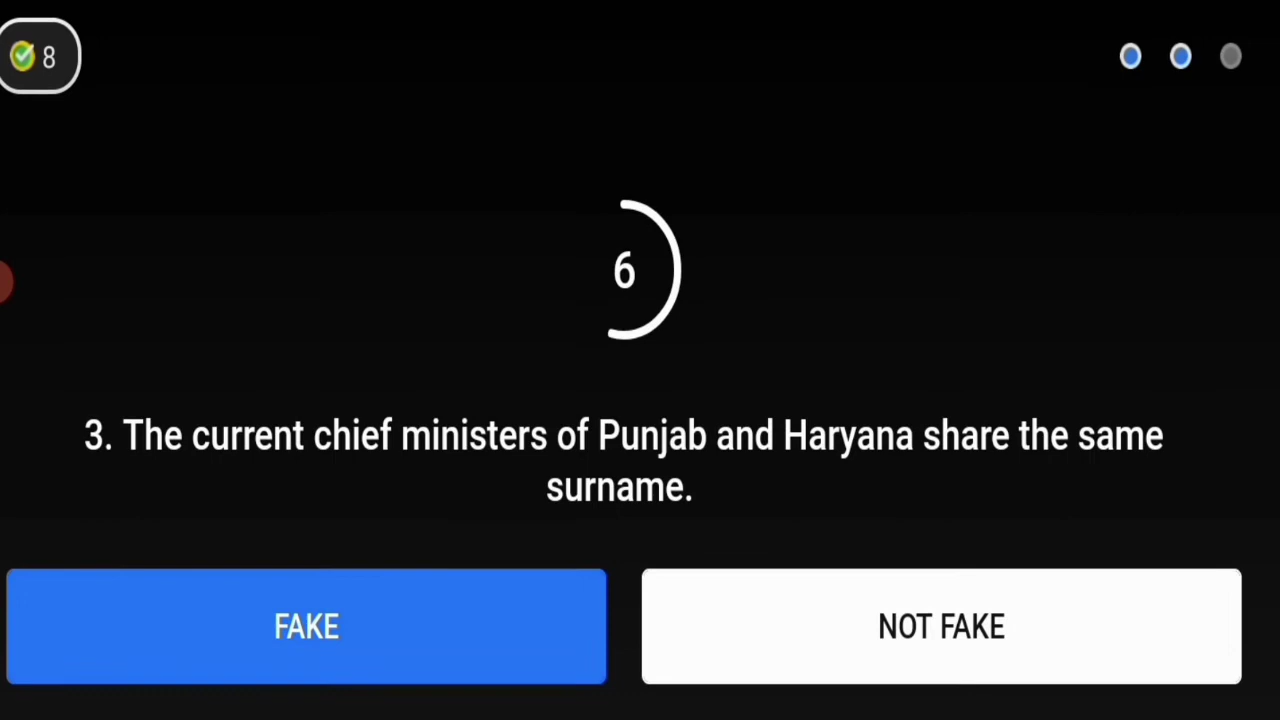 8
6
3. The current chief ministers of Punjab and Haryana share the same
surname.
FAKE
NOT FAKE